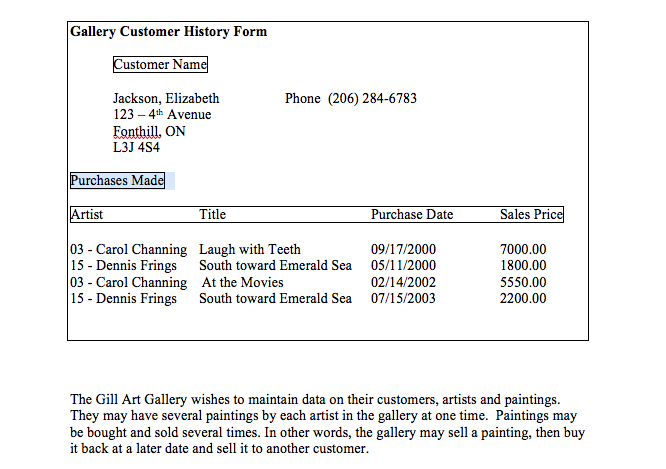 Gallery Customer History Form
Customer Name
Jackson, Elizabeth Phone (206) 284-6783
123 – 4th Avenue
Fonthill, ON
L3J 4S4
Purchases Made
Artist Title Purchase Date Sales Price
03 - Carol Channing Laugh with Teeth 09/17/2000 7000.00
15 - Dennis Frings South toward Emerald Sea 05/11/2000 1800.00
03 - Carol Channing At the Movies 02/14/2002 5550.00
15 - Dennis Frings South toward Emerald Sea 07/15/2003 2200.00
The Gill Art Gallery wishes to maintain data on their customers, artists and paintings.
They may have several paintings by each artist in the gallery at one time. Paintings may
be bought and sold several times. In other words, the gallery may sell a painting, then buy
it back at a later date and sell it to another customer.